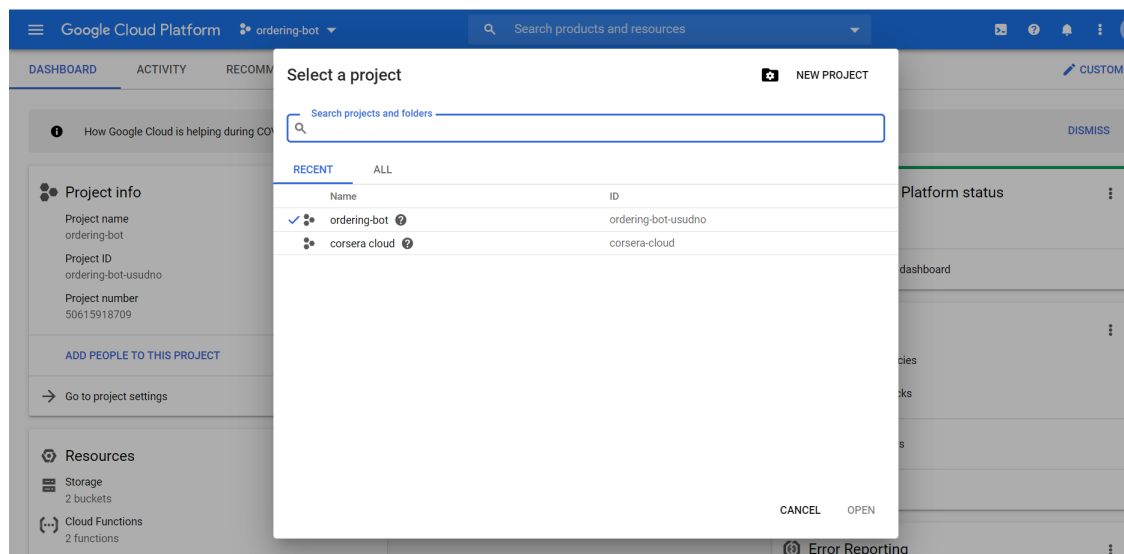 Google Cloud Platform ordering-bot Search products and resources
DASHBOARD ACTIVITY RECOMM CUSTOM
How Google Cloud is helping during COV DISMISS
Select a project NEW PROJECT
Search projects and folders
RECENT ALL
Name ID
ordering-bot ordering-bot-usudno
corsera cloud corsera-cloud
CANCEL OPEN
Project info
Project name
ordering-bot
Project ID
ordering-bot-usudno
Project number
50615918709
ADD PEOPLE TO THIS PROJECT
Go to project settings
Resources
Storage
2 buckets
Cloud Functions
2 functions
Platform status
dashboard
cies
cks
s
Error Reporting